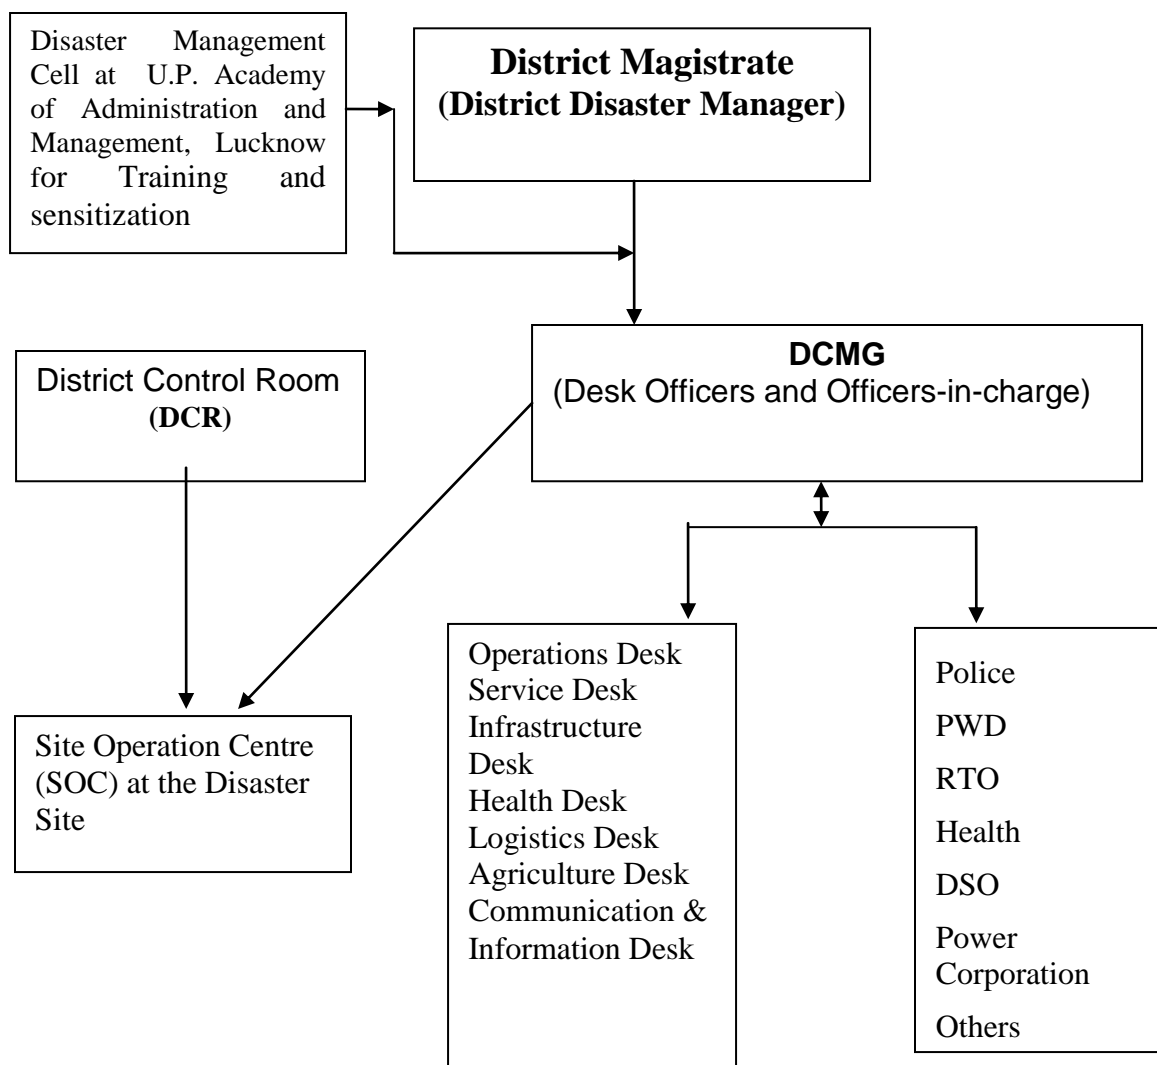 Disaster Management
Cell at U.P. Academy
of Administration and
Management, Lucknow
for Training and
sensitization
District Magistrate
(District Disaster Manager)
DCMG
(Desk Officers and Officers-in-charge)
District Control Room
(DCR)
Site Operation Centre
(SOC) at the Disaster
Site
Operations Desk
Service Desk
Infrastructure
Desk
Health Desk
Logistics Desk
Agriculture Desk
Communication &
Information Desk
Police
PWD
RTO
Health
DSO
Power
Corporation
Others